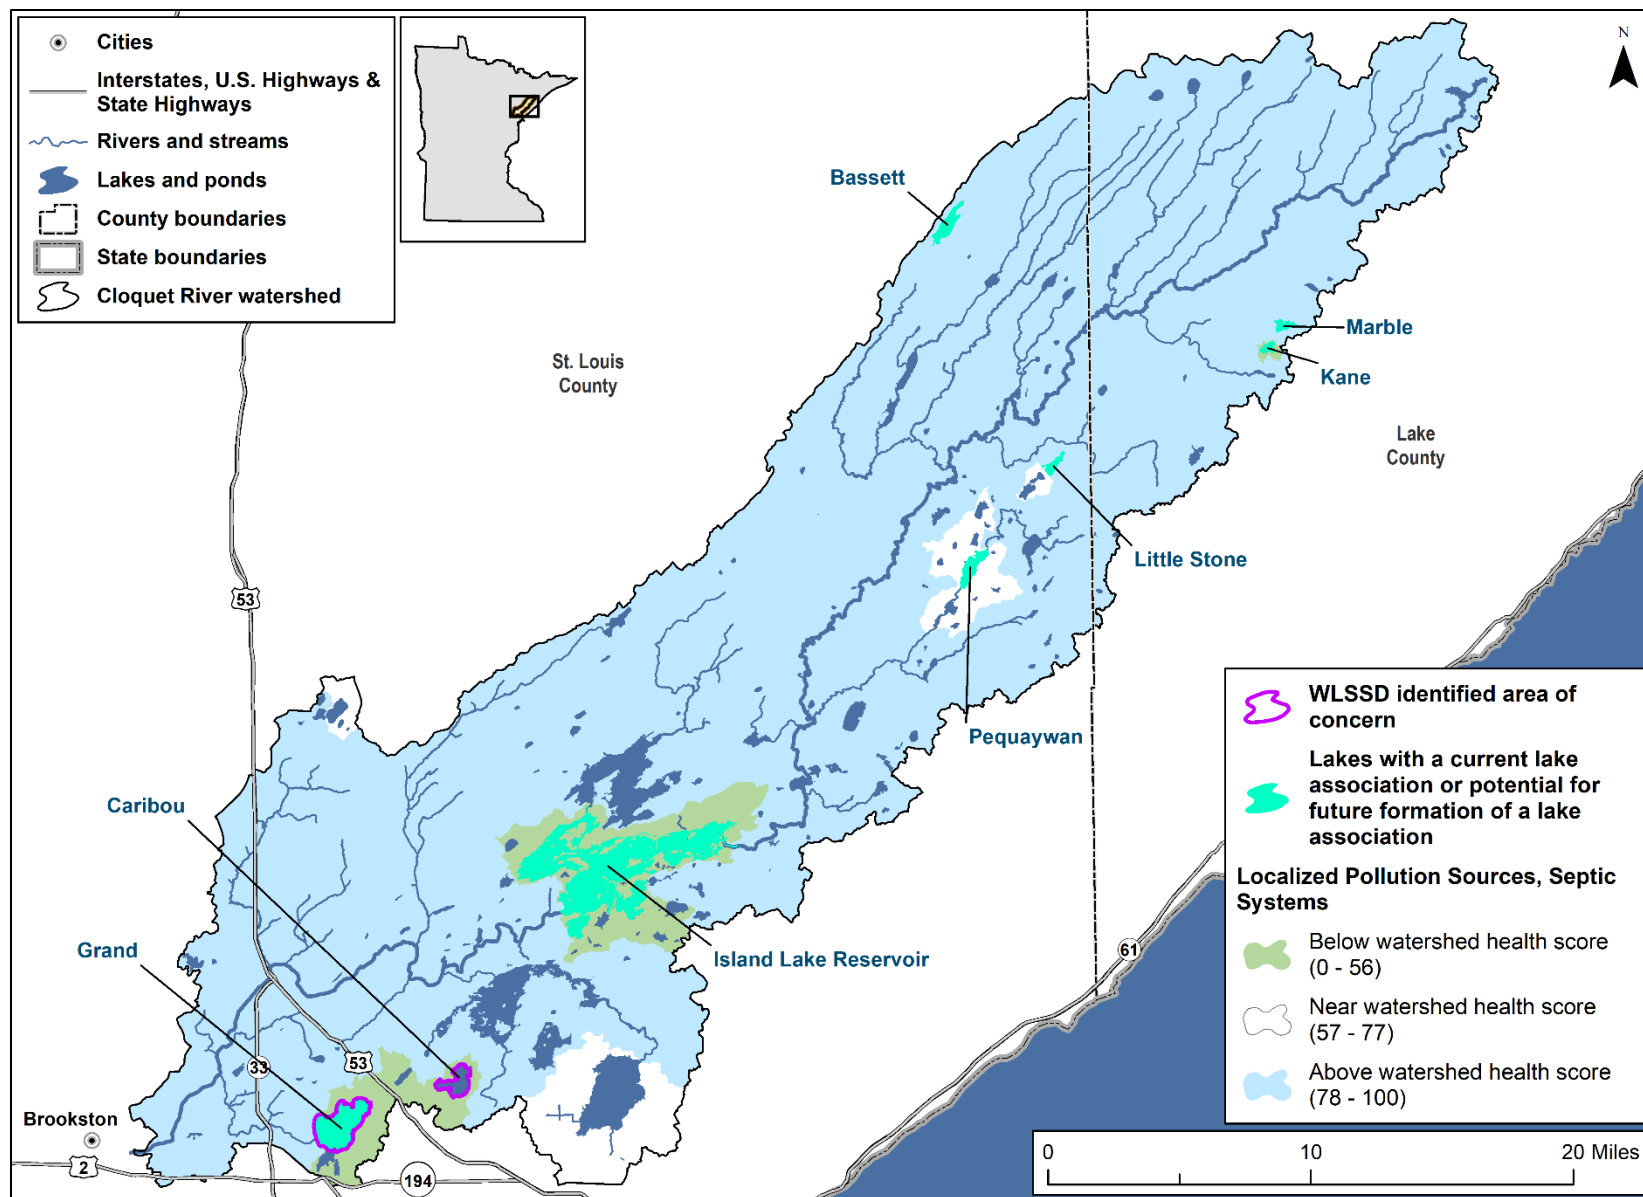 Cities
Interstates, U.S. Highways &
State Highways
Rivers and streams
Lakes and ponds
County boundaries
State boundaries
Cloquet River watershed
N
Bassett
Marble
Kane
St. Louis
County
Lake
County
Little Stone
53
Pequaywan
Caribou
Grand
Island Lake Reservoir
61
33
53
Brookston
2
194
WLSSD identified area of
concern
Lakes with a current lake
association or potential for
future formation of a lake
association
Localized Pollution Sources, Septic
Systems
Below watershed health score
(0 - 56)
Near watershed health score
(57 - 77)
Above watershed health score
(78 - 100)
0 10 20 Miles